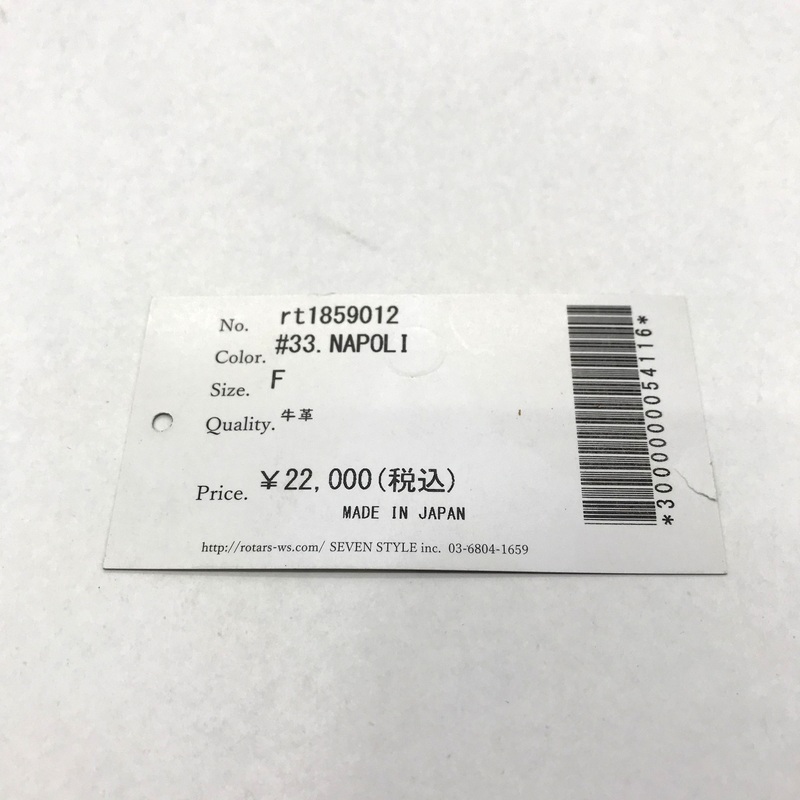 No. rt1859012
Color. #33. NAPOLI
Size. F
Quality. 牛革
Price. ￥22,000(税込)
MADE IN JAPAN
http://rotars-ws.com/ SEVEN STYLE inc. 03-6804-1659
*3000000054116*